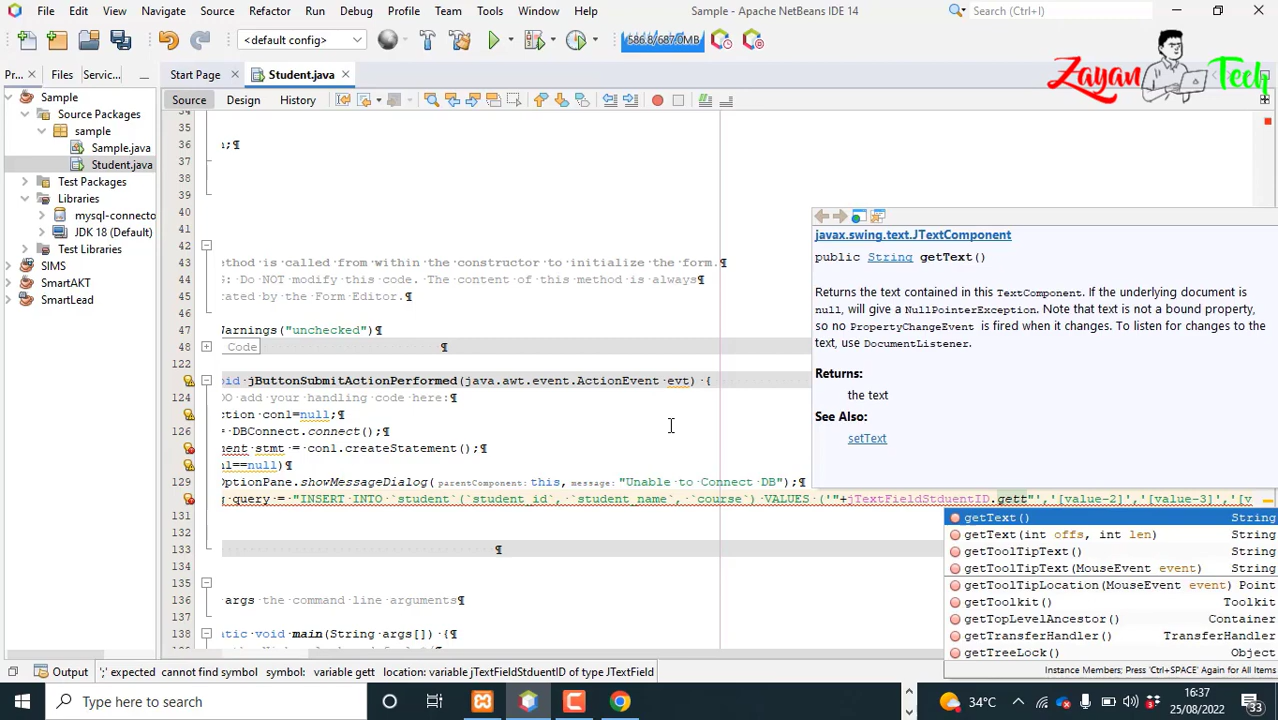 File Edit View Navigate Source Refactor Run Debug Profile Team Tools Window Help Sample - Apache NetBeans IDE 14 Search (Ctrl+I)
<default config> 586.8/687.0MB
Zayan Tech
Pr... Files Servic... Start Page Student.java
Sample
Source Packages
sample
Sample.java
Student.java
Test Packages
Libraries
mysql-connecto
JDK 18 (Default)
Test Libraries
SIMS
SmartAKT
SmartLead
Source Design History
34
35
36 n;¶
37
38
39
40
41
42
43 ethod is called from within the constructor to initialize the form.¶
44 G: Do NOT modify this code. The content of this method is always¶
45 rated by the Form Editor.¶
46
47 Warnings("unchecked")¶
48 Code ¶
122
id jButtonSubmitActionPerformed(java.awt.event.ActionEvent evt) {
124 DO add your handling code here:¶
ction con1=null;¶
126 = DBConnect.connect();¶
ment stmt = con1.createStatement();¶
n1==null)¶
129 OptionPane.showMessageDialog(parentComponent:this, message:"Unable to Connect DB");¶
g query = "INSERT INTO `student`(`student_id`, `student_name`, `course`) VALUES ('"+jTextFieldStduentID.gett"','[value-2]','[value-3]','[v
131
132
133 ¶
134
135
136 args the command line arguments¶
137
138 atic void main(String args[]) {¶
javax.swing.text.JTextComponent
public String getText()
Returns the text contained in this TextComponent. If the underlying document is
null, will give a NullPointerException. Note that text is not a bound property,
so no PropertyChangeEvent is fired when it changes. To listen for changes to the
text, use DocumentListener.
Returns:
the text
See Also:
setText
getText() String
getText(int offs, int len) String
getToolTipText() String
getToolTipText(MouseEvent event) String
getToolTipLocation(MouseEvent event) Point
getToolkit() Toolkit
getTopLevelAncestor() Container
getTransferHandler() TransferHandler
getTreeLock() Object
Instance Members; Press 'Ctrl+SPACE' Again for All Items
Output ';' expected cannot find symbol symbol: variable gett location: variable jTextFieldStduentID of type JTextField
Type here to search
34°C
16:37
25/08/2022
33